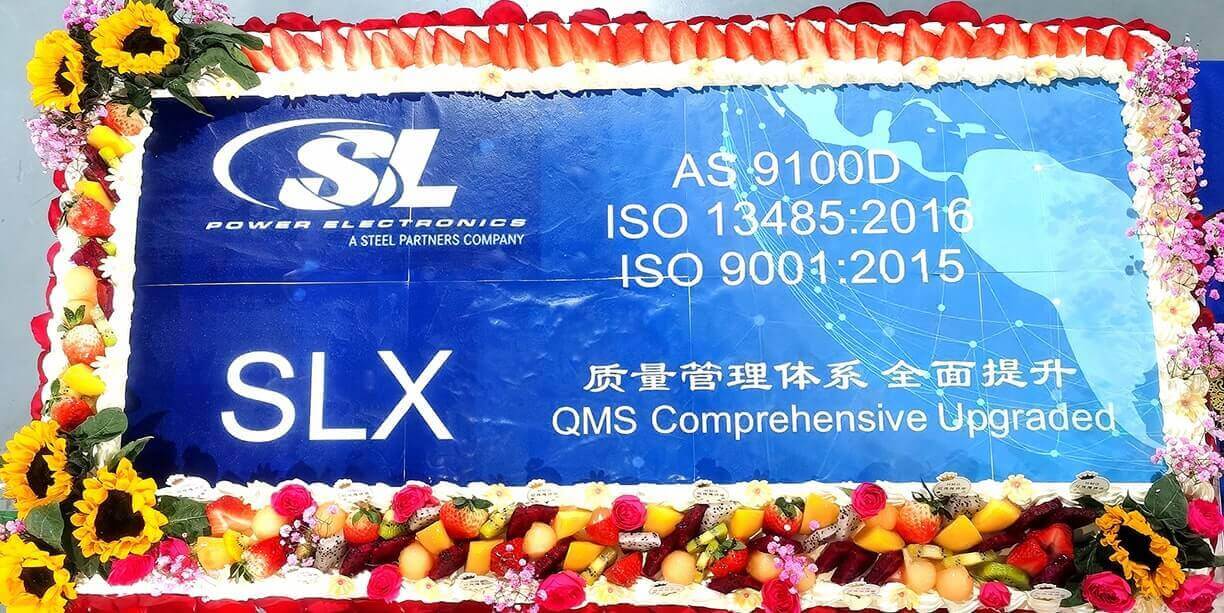 SL
POWER ELECTRONICS
A STEEL PARTNERS COMPANY
AS 9100D
ISO 13485:2016
ISO 9001:2015
SLX
质量管理体系 全面提升
QMS Comprehensive Upgraded